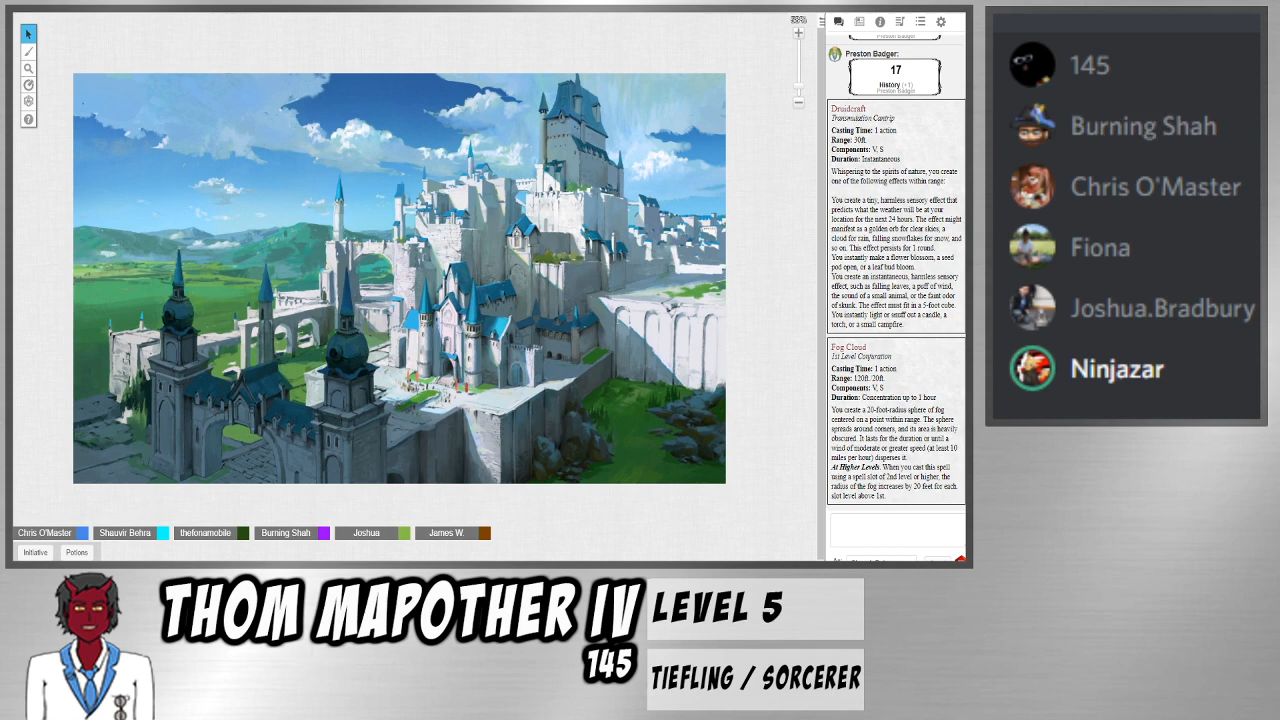 Preston Badger
Preston Badger:
17
History (+1)
Preston Badger
Druidcraft
Transmutation Cantrip
Casting Time: 1 action
Range: 30ft.
Components: V, S
Duration: Instantaneous
Whispering to the spirits of nature, you create
one of the following effects within range:
You create a tiny, harmless sensory effect that
predicts what the weather will be at your
location for the next 24 hours. The effect might
manifest as a golden orb for clear skies, a
cloud for rain, falling snowflakes for snow, and
so on. This effect persists for 1 round.
You instantly make a flower blossom, a seed
pod open, or a leaf bud bloom.
You create an instantaneous, harmless sensory
effect, such as falling leaves, a puff of wind,
the sound of a small animal, or the faint odor
of skunk. The effect must fit in a 5-foot cube.
You instantly light or snuff out a candle, a
torch, or a small campfire.
Fog Cloud
1st Level Conjuration
Casting Time: 1 action
Range: 120ft./20ft.
Components: V, S
Duration: Concentration up to 1 hour
You create a 20-foot-radius sphere of fog
centered on a point within range. The sphere
spreads around corners, and its area is heavily
obscured. It lasts for the duration or until a
wind of moderate or greater speed (at least 10
miles per hour) disperses it.
At Higher Levels. When you cast this spell
using a spell slot of 2nd level or higher, the
radius of the fog increases by 20 feet for each
slot level above 1st.
Chris O'Master
Shauvir Behra
thefonamobile
Burning Shah
Joshua
James W.
Initiative
Potions
145
Burning Shah
Chris O'Master
Fiona
Joshua.Bradbury
Ninjazar
THOM MAPOTHER IV
145
LEVEL 5
TIEFLING / SORCERER